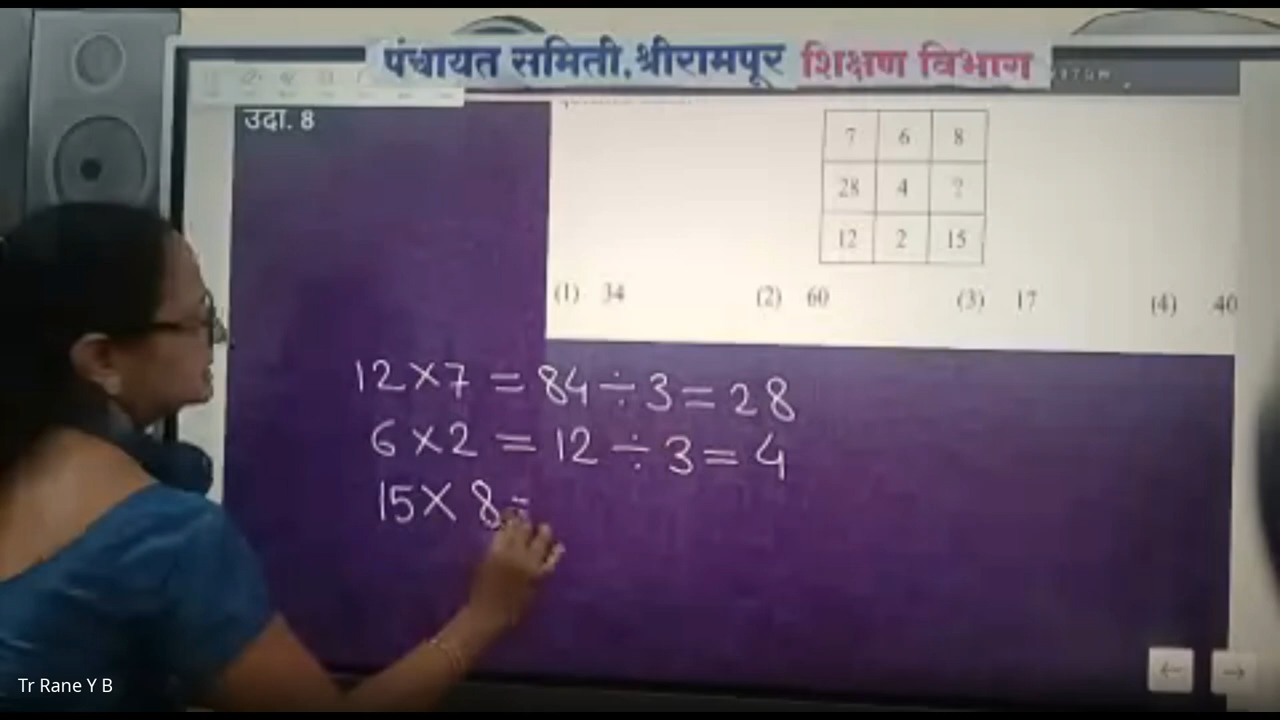 पंचायत समिती.श्रीरामपूर शिक्षण विभाग
उदा. 8
7 6 8
28 4 ?
12 2 15
(1) 34 (2) 60 (3) 17 (4) 40
12×7 = 84÷3=28
6×2 = 12÷3=4
15×8=
← →
Tr Rane Y B